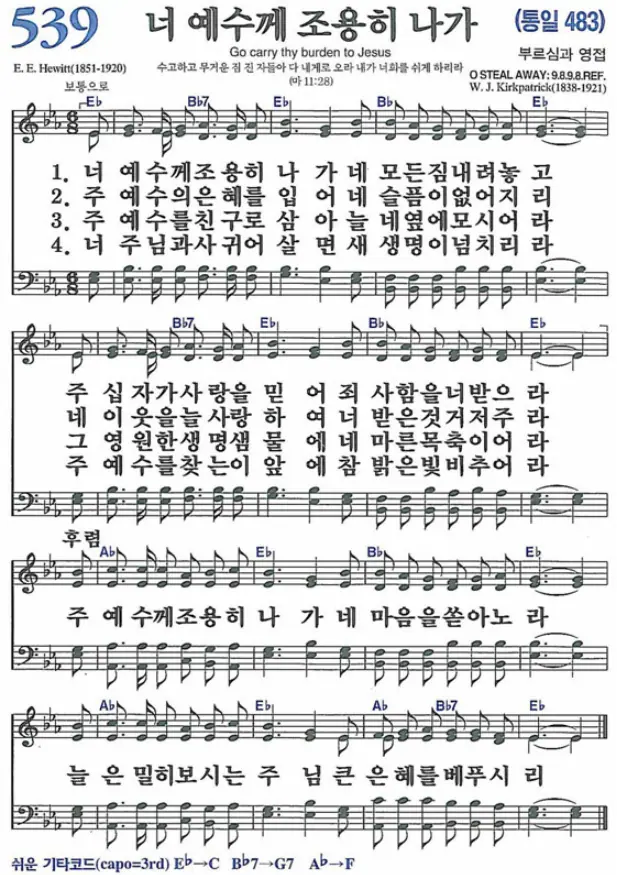 539
너 예수께 조용히 나가
(통일 483)
Go carry thy burden to Jesus
부르심과 영접
E. E. Hewitt(1851-1920)
수고하고 무거운 짐 진 자들아 다 내게로 오라 내가 너희를 쉬게 하리라
(마 11:28)
O STEAL AWAY: 9.8.9.8.REF.
W. J. Kirkpatrick(1838-1921)
보통으로
E♭ B♭7 E♭ B♭ E♭
1. 너 예수께조용히 나 가 네 모든짐내려놓 고
2. 주 예수의은혜를 입 어 네 슬픔이없어지 리
3. 주 예수를친구로 삼 아 늘 네옆에모시어 라
4. 너 주님과사귀어 살 면 새 생명이넘치리 라
B♭7 E♭ B♭ E♭
주 십자가사랑을 믿 어 죄 사함을너받으 라
네 이웃을늘사랑 하 여 너 받은것거저주 라
그 영원한생명샘 물 에 네 마른목축이어 라
주 예수를찾는이 앞 에 참 밝은빛비추어 라
후렴
A♭ E♭ B♭ E♭
주 예수께조용히 나 가 네 마음을쏟아노 라
A♭ E♭ A♭ B♭7 E♭
늘 은밀히보시는 주 님 큰 은혜를베푸시 리
쉬운 기타코드(capo=3rd) E♭→C B♭7→G7 A♭→F